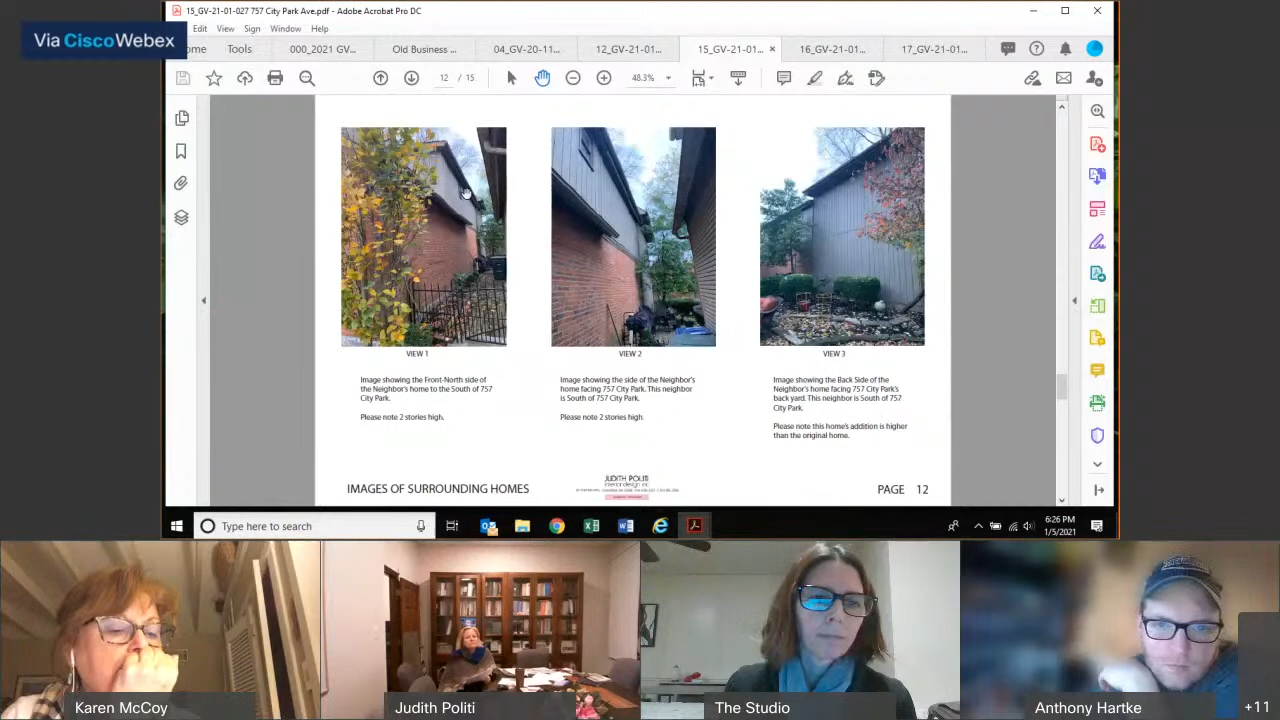 15_GV-21-01-027 757 City Park Ave.pdf - Adobe Acrobat Pro DC
Via CiscoWebex
Edit View Sign Window Help
ome Tools 000_2021 GV... Old Business ... 04_GV-20-11... 12_GV-21-01... 15_GV-21-01... × 16_GV-21-01... 17_GV-21-01...
12 / 15 48.3%
VIEW 1
Image showing the Front-North side of
the Neighbor's home to the South of 757
City Park.
Please note 2 stories high.
VIEW 2
Image showing the side of the Neighbor's
home facing 757 City Park. This neighbor
is South of 757 City Park.
Please note 2 stories high.
VIEW 3
Image showing the Back Side of the
Neighbor's home facing 757 City Park's
back yard. This neighbor is South of 757
City Park.
Please note this home's addition is higher
than the original home.
IMAGES OF SURROUNDING HOMES
JUDITH POLITI
PAGE 12
Type here to search
6:26 PM
1/5/2021
Karen McCoy
Judith Politi
The Studio
Anthony Hartke
+11